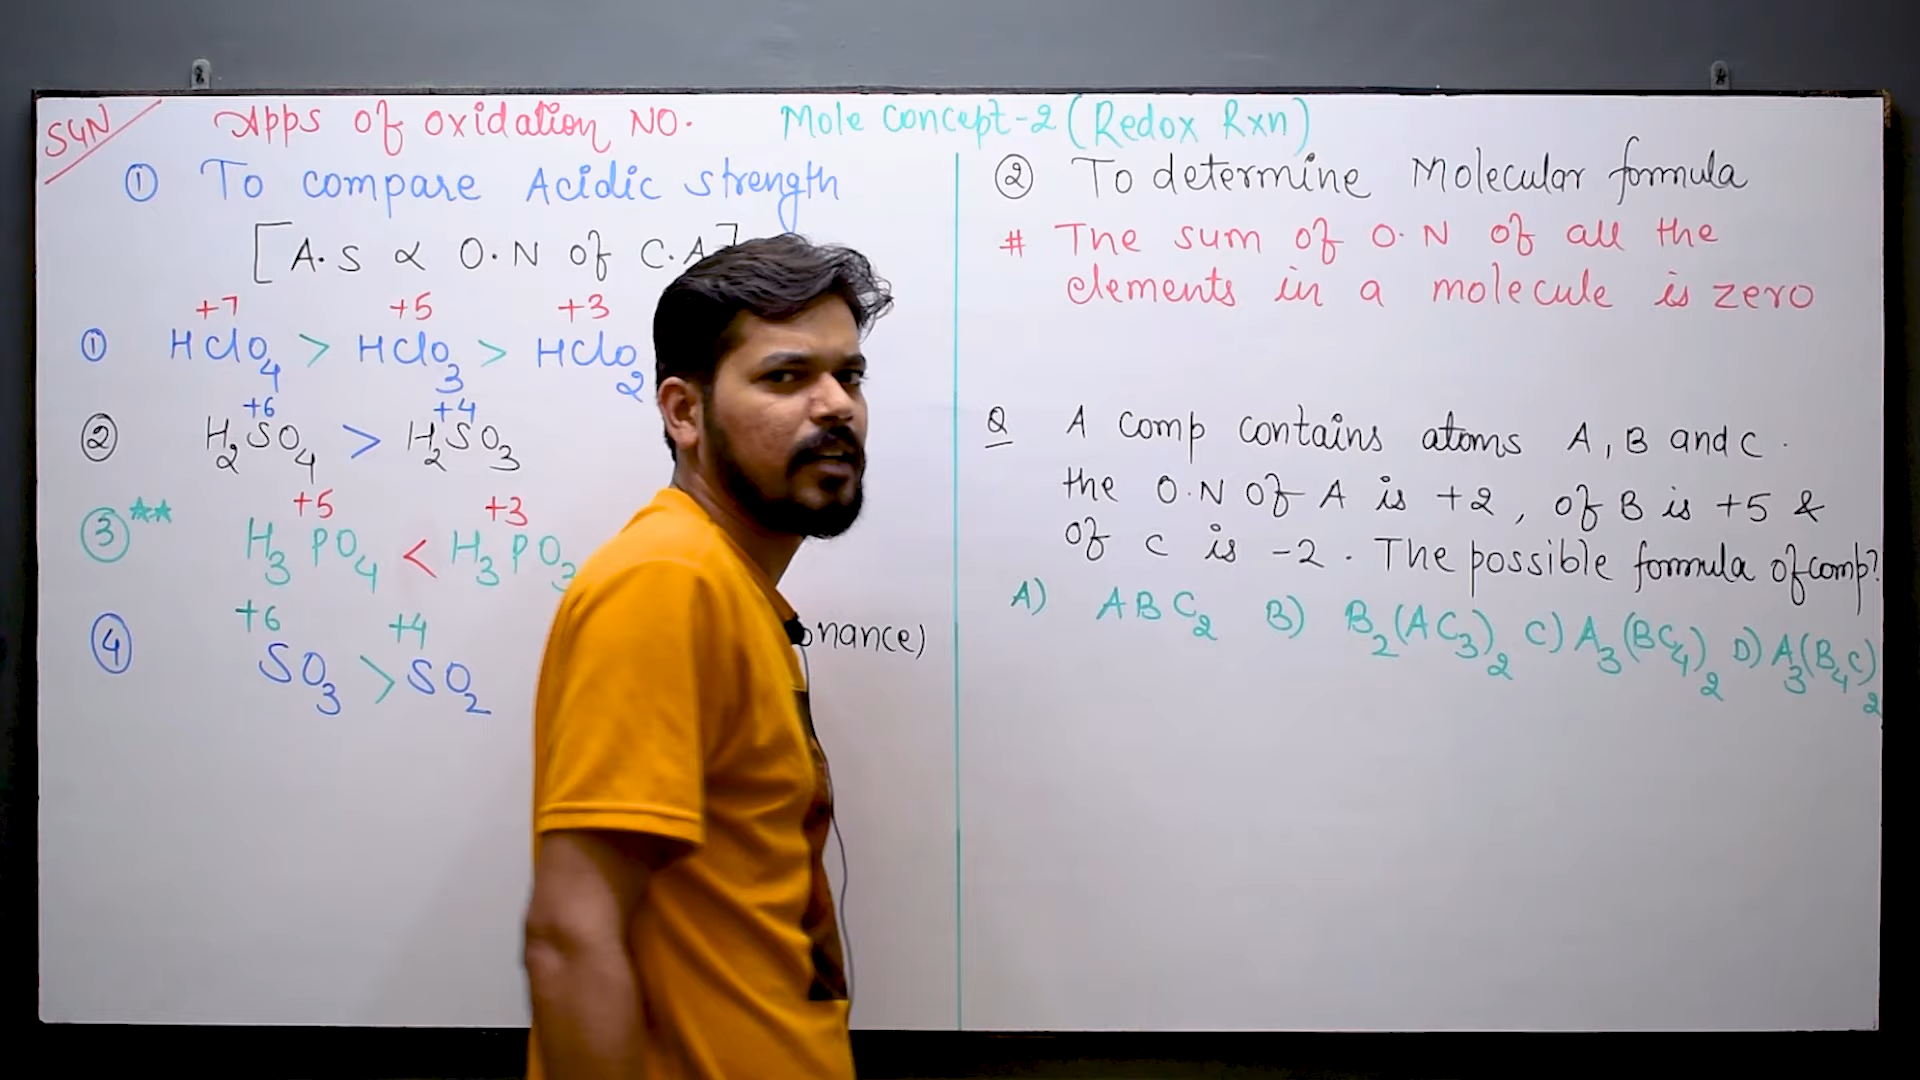 SGN
Apps of oxidation NO.
Mole Concept-2 (Redox Rxn)
① To compare Acidic strength
[A.S ∝ O.N of C.A]
+7 +5 +3
① HClO4 > HClO3 > HClO2
+6 +4
② H2SO4 > H2SO3
+5 +3
③** H3PO4 < H3PO3
onance)
+6 +4
④ SO3 > SO2
② To determine Molecular formula
# The sum of O.N of all the
elements in a molecule is zero
Q A comp contains atoms A, B and C.
the O.N of A is +2, of B is +5 &
of C is -2. The possible formula of comp?
A) ABC2 B) B2(AC3)2 C) A3(BC4)2 D) A3(B4C)2